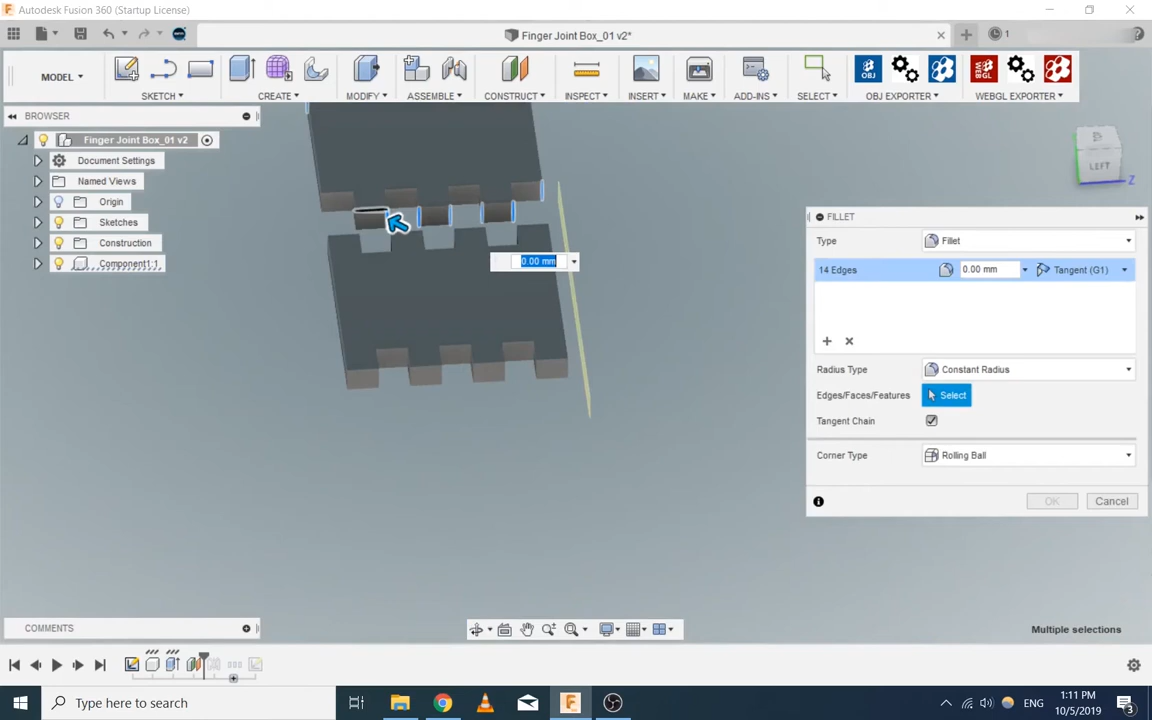 Autodesk Fusion 360 (Startup License)
Finger Joint Box_01 v2*
1
MODEL
SKETCH
CREATE
MODIFY
ASSEMBLE
CONSTRUCT
INSPECT
INSERT
MAKE
ADD-INS
SELECT
OBJ EXPORTER
WEBGL EXPORTER
OBJ
WEBGL
BROWSER
Finger Joint Box_01 v2
Document Settings
Named Views
Origin
Sketches
Construction
Component1:1
LEFT
Z
0.00 mm
FILLET
Type
Fillet
14 Edges
0.00 mm
Tangent (G1)
Radius Type
Constant Radius
Edges/Faces/Features
Select
Tangent Chain
Corner Type
Rolling Ball
OK
Cancel
COMMENTS
Multiple selections
Type here to search
ENG
1:11 PM
10/5/2019
3